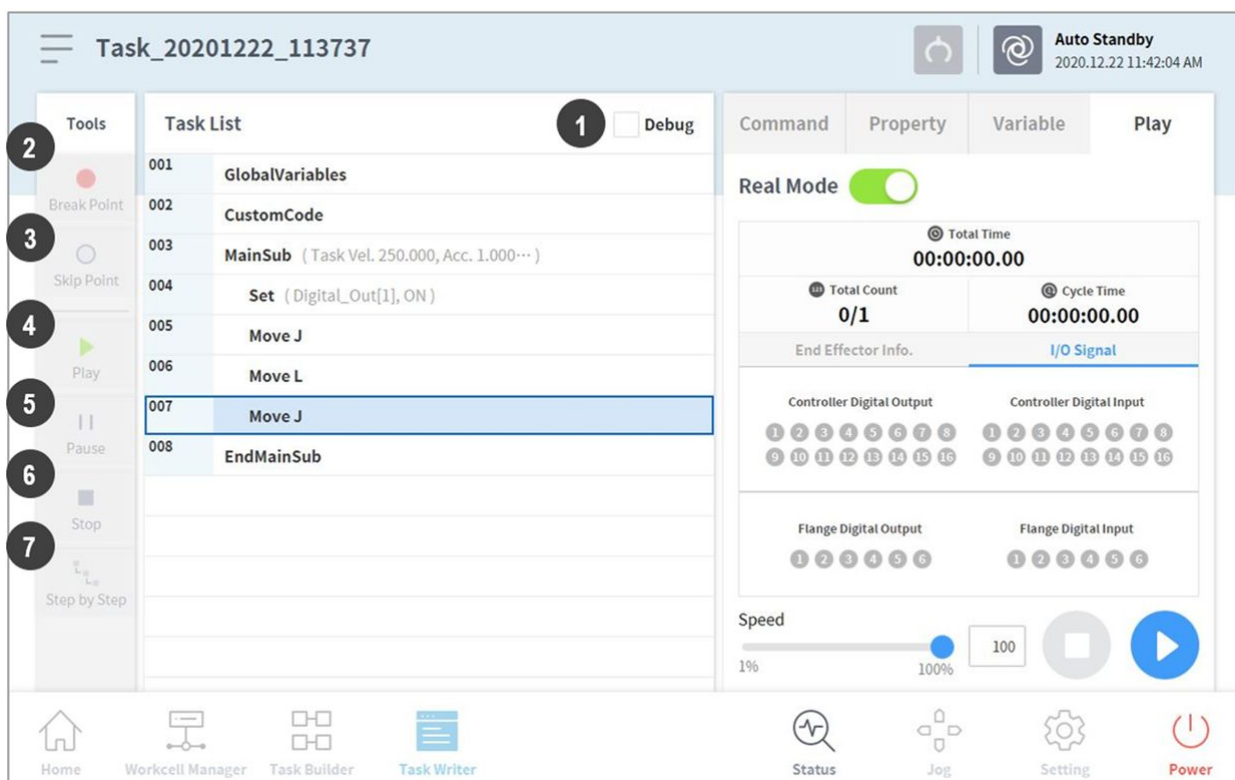 Task_20201222_113737
Auto Standby
2020.12.22 11:42:04 AM
Tools
2
Break Point
3
Skip Point
4
Play
5
Pause
6
Stop
7
Step by Step
Task List
1
Debug
001 GlobalVariables
002 CustomCode
003 MainSub ( Task Vel. 250.000, Acc. 1.000··· )
004 Set ( Digital_Out[1], ON )
005 Move J
006 Move L
007 Move J
008 EndMainSub
Command Property Variable Play
Real Mode
Total Time
00:00:00.00
123 Total Count
0/1
Cycle Time
00:00:00.00
End Effector Info. I/O Signal
Controller Digital Output
1 2 3 4 5 6 7 8
9 10 11 12 13 14 15 16
Controller Digital Input
1 2 3 4 5 6 7 8
9 10 11 12 13 14 15 16
Flange Digital Output
1 2 3 4 5 6
Flange Digital Input
1 2 3 4 5 6
Speed
1% 100%
100
Home Workcell Manager Task Builder Task Writer Status Jog Setting Power